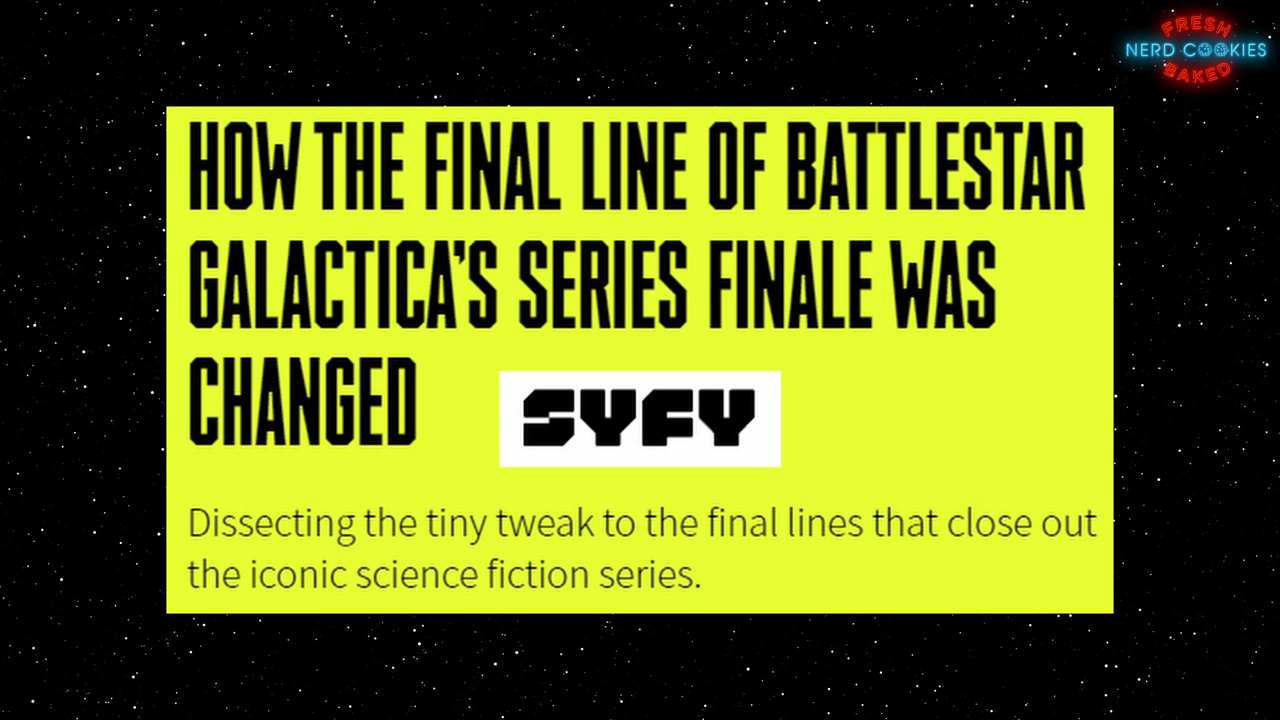 FRESH
NERD COOKIES
BAKED
HOW THE FINAL LINE OF BATTLESTAR
GALACTICA'S SERIES FINALE WAS
CHANGED
SYFY
Dissecting the tiny tweak to the final lines that close out
the iconic science fiction series.